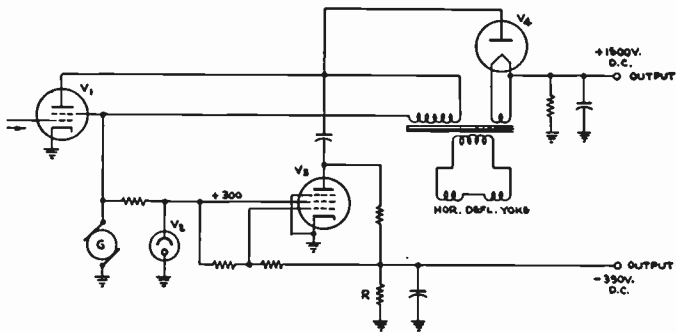 V4
+1500V.
D.C.
OUTPUT
V1
HOR. DEFL. YOKE
V3
+300
V2
G
R
OUTPUT
-390V.
D.C.